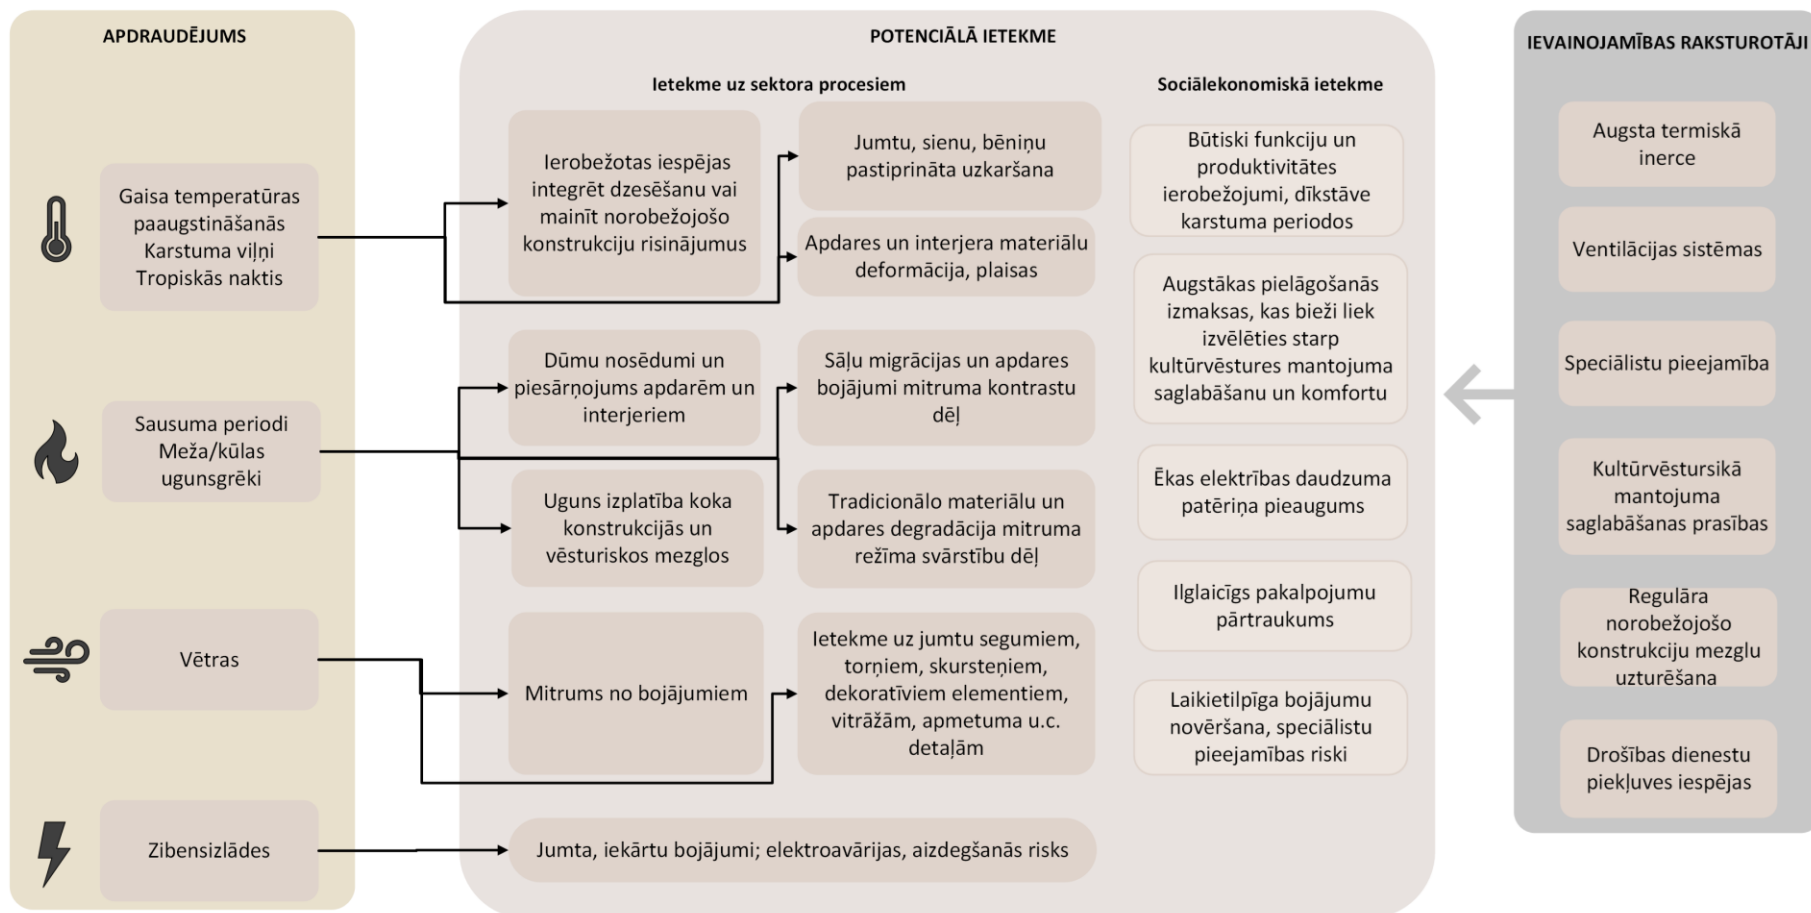 APDRAUDĒJUMS
Gaisa temperatūras
paaugstināšanās
Karstuma viļņi
Tropiskās naktis
Sausuma periodi
Meža/kūlas
ugunsgrēki
Vētras
Zibensizlādes
POTENCIĀLĀ IETEKME
Ietekme uz sektora procesiem
Ierobežotas iespējas
integrēt dzesēšanu vai
mainīt norobežojošo
konstrukciju risinājumus
Jumtu, sienu, bēniņu
pastiprināta uzkaršana
Apdares un interjera materiālu
deformācija, plaisas
Dūmu nosēdumi un
piesārņojums apdarēm un
interjeriem
Sāļu migrācijas un apdares
bojājumi mitruma kontrastu
dēļ
Uguns izplatība koka
konstrukcijās un
vēsturiskos mezglos
Tradicionālo materiālu un
apdares degradācija mitruma
režīma svārstību dēļ
Mitrums no bojājumiem
Ietekme uz jumtu segumiem,
torņiem, skursteņiem,
dekoratīviem elementiem,
vitrāžām, apmetuma u.c.
detaļām
Jumta, iekārtu bojājumi; elektroavārijas, aizdegšanās risks
Sociālekonomiskā ietekme
Būtiski funkciju un
produktivitātes
ierobežojumi, dīkstāve
karstuma periodos
Augstākas pielāgošanās
izmaksas, kas bieži liek
izvēlēties starp
kultūrvēstures mantojuma
saglabāšanu un komfortu
Ēkas elektrības daudzuma
patēriņa pieaugums
Ilglaicīgs pakalpojumu
pārtraukums
Laikietilpīga bojājumu
novēršana, speciālistu
pieejamības riski
IEVAINOJAMĪBAS RAKSTUROTĀJI
Augsta termiskā
inerce
Ventilācijas sistēmas
Speciālistu pieejamība
Kultūrvēstursikā
mantojuma
saglabāšanas prasības
Regulāra
norobežojošo
konstrukciju mezglu
uzturēšana
Drošības dienestu
piekļuves iespējas